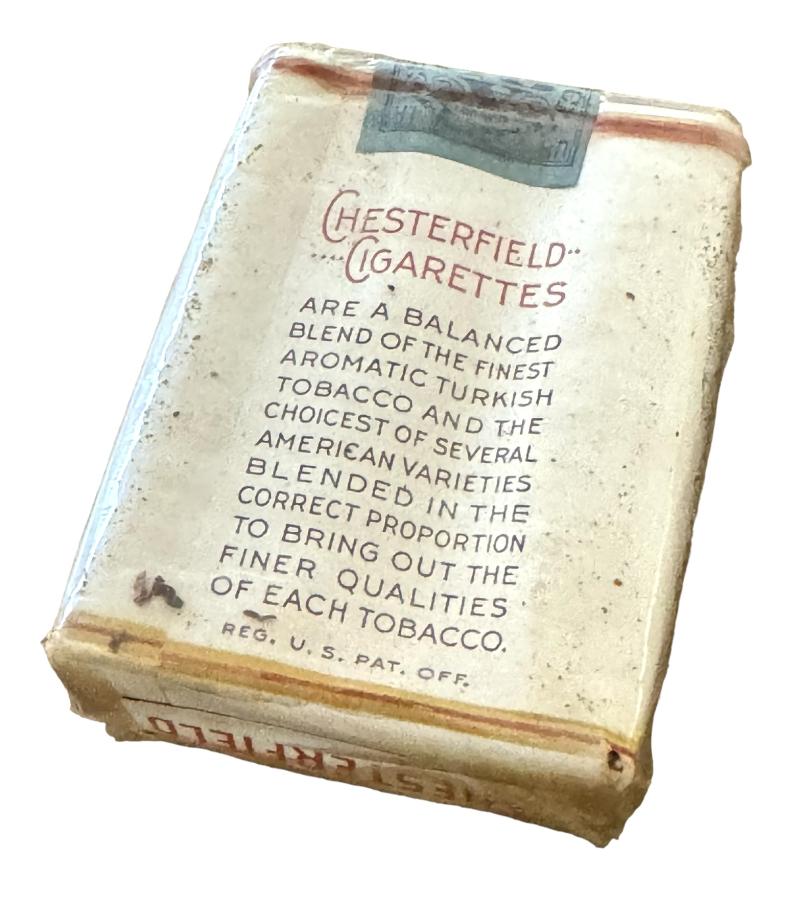 CHESTERFIELD
CIGARETTES
ARE A BALANCED
BLEND OF THE FINEST
AROMATIC TURKISH
TOBACCO AND THE
CHOICEST OF SEVERAL
AMERICAN VARIETIES
BLENDED IN THE
CORRECT PROPORTION
TO BRING OUT THE
FINER QUALITIES
OF EACH TOBACCO.
REG. U. S. PAT. OFF.
CHESTERFIELD